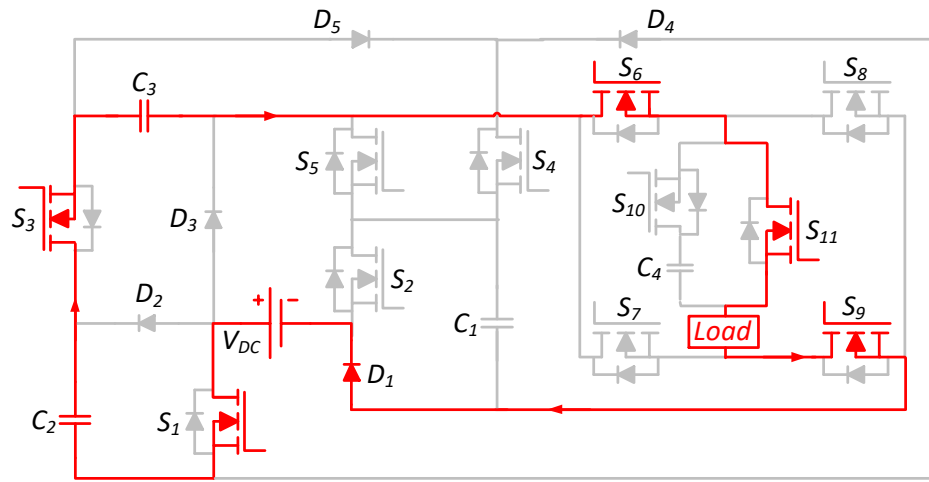 D5
D4
C3
S6
S8
S5
S4
S3
D3
S10
S11
C4
S2
D2
+ −
VDC
C1
S7
Load
S9
D1
C2
S1